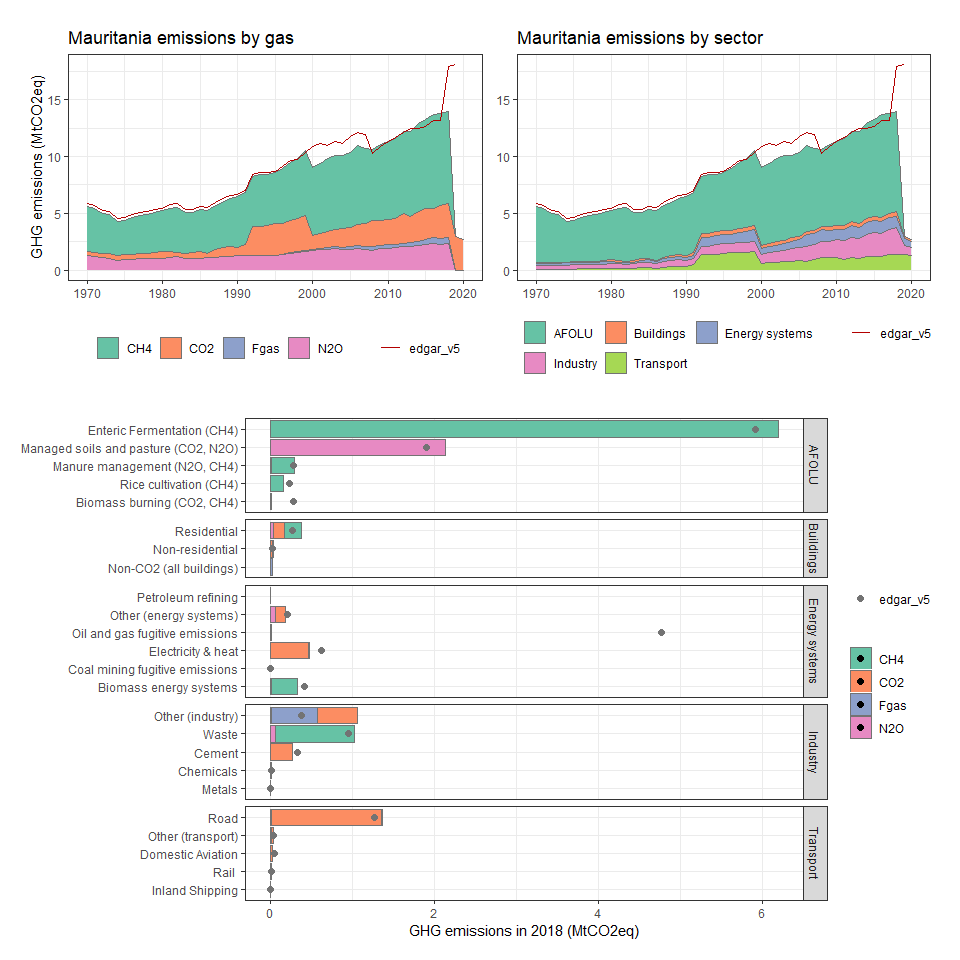 Mauritania emissions by gas
GHG emissions (MtCO2eq)
15
10
5
0
1970
1980
1990
2000
2010
2020
CH4
CO2
Fgas
N2O
edgar_v5
Mauritania emissions by sector
15
10
5
0
1970
1980
1990
2000
2010
2020
AFOLU
Buildings
Energy systems
edgar_v5
Industry
Transport
Enteric Fermentation (CH4)
Managed soils and pasture (CO2, N2O)
Manure management (N2O, CH4)
Rice cultivation (CH4)
Biomass burning (CO2, CH4)
AFOLU
Residential
Non-residential
Non-CO2 (all buildings)
Buildings
Petroleum refining
Other (energy systems)
Oil and gas fugitive emissions
Electricity & heat
Coal mining fugitive emissions
Biomass energy systems
Energy systems
Other (industry)
Waste
Cement
Chemicals
Metals
Industry
Road
Other (transport)
Domestic Aviation
Rail
Inland Shipping
Transport
0
2
4
6
GHG emissions in 2018 (MtCO2eq)
edgar_v5
CH4
CO2
Fgas
N2O